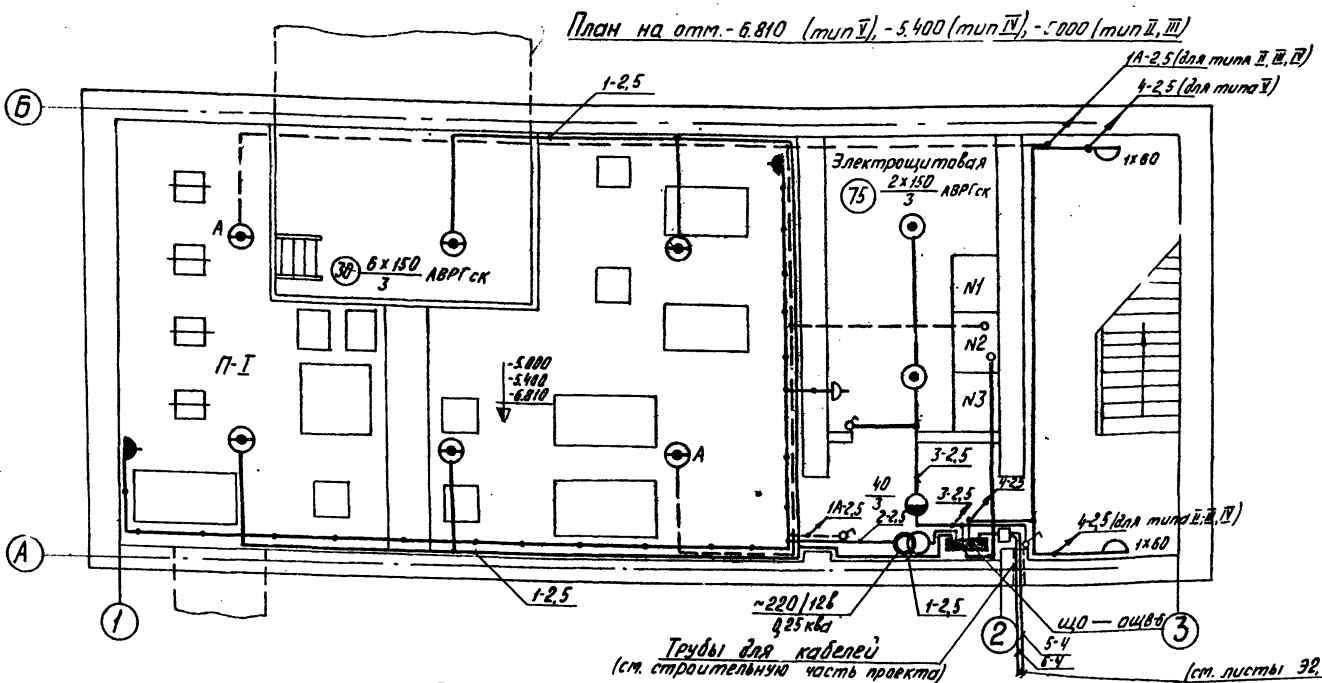 План на отм.- 6.810 (тип V), -5.400 (тип IV), -5.000 (тип II, III)
1А-2,5 (для типа II, III, IV)
4-2,5 (для типа V)
1-2,5
Б
1х60
Электрощитовая
75 2х150/3 АВРГск
А
30 6х150/3 АВРГск
N1
N2
N3
П-I
-5.000
-5.400
-6.810
А
3-2,5
40/3
3-2,5
4-2,5
1А-2,5
2-2,5
4-2,5 (для типа II, III, IV)
1х60
А
1-2,5
~220/12в
0,25 ква
1-2,5
що — ощв-6
1
2
3
Трубы для кабелей
(см. строительную часть проекта)
5-4
6-4
(см. листы Э2,